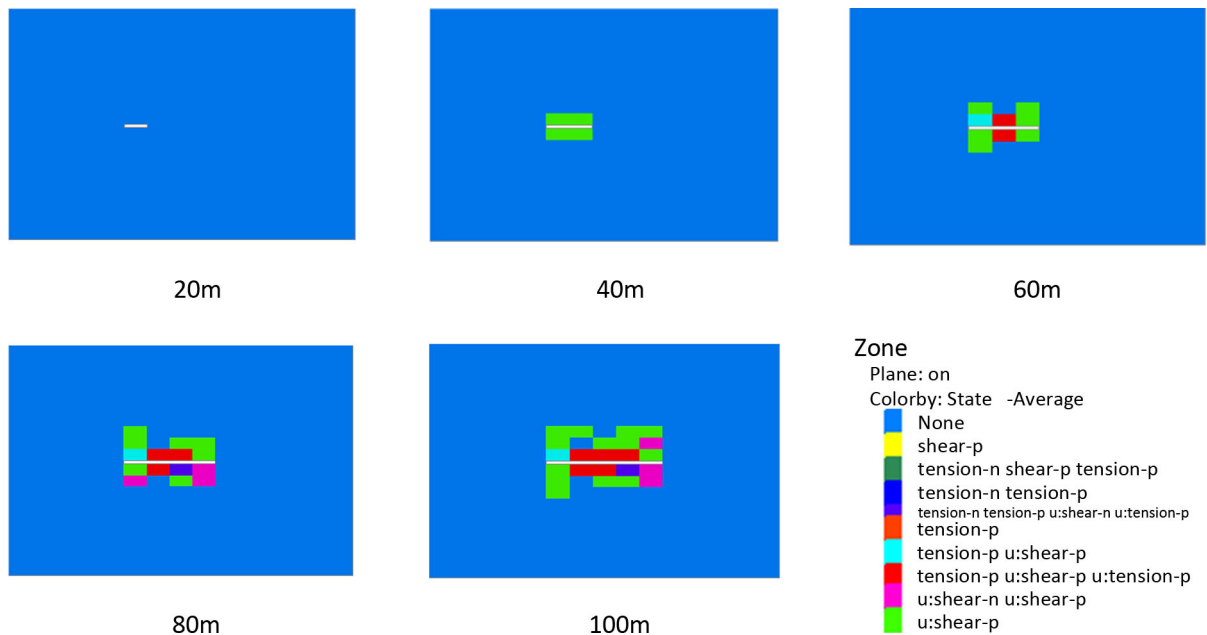 20m
40m
60m
80m
100m
Zone
Plane: on
Colorby: State -Average
None
shear-p
tension-n shear-p tension-p
tension-n tension-p
tension-n tension-p u:shear-n u:tension-p
tension-p
tension-p u:shear-p
tension-p u:shear-p u:tension-p
u:shear-n u:shear-p
u:shear-p